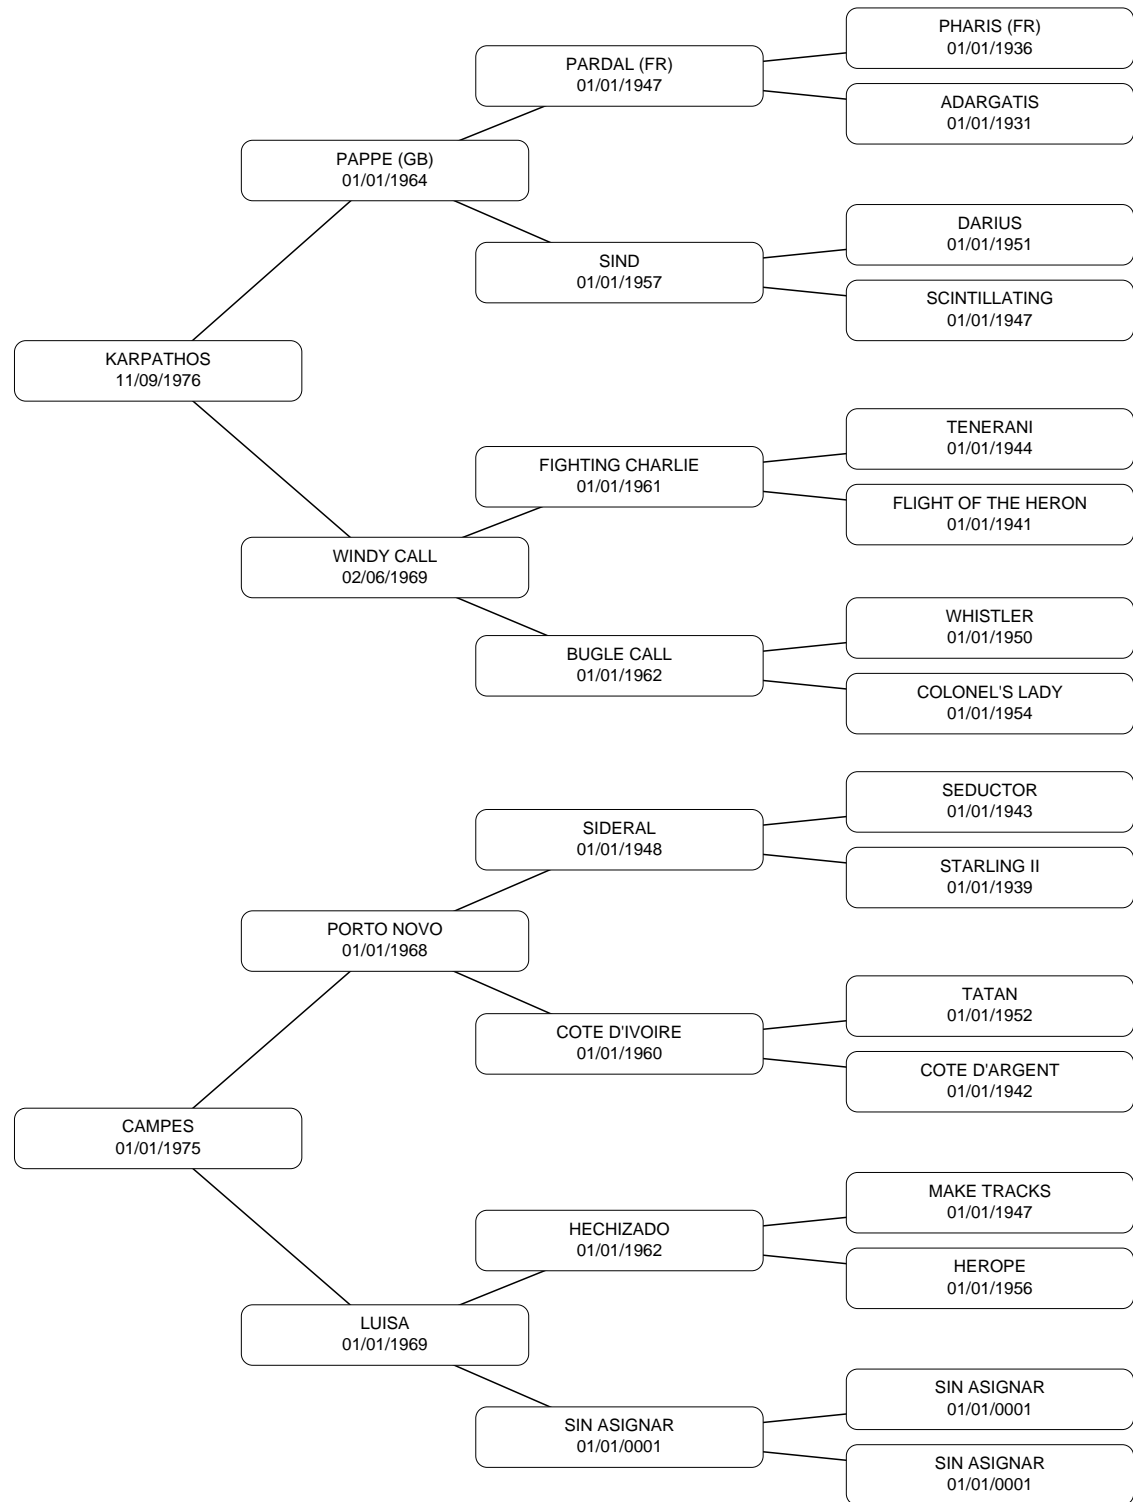 PHARIS (FR)
01/01/1936
PARDAL (FR)
01/01/1947
ADARGATIS
01/01/1931
PAPPE (GB)
01/01/1964
DARIUS
01/01/1951
SIND
01/01/1957
SCINTILLATING
01/01/1947
KARPATHOS
11/09/1976
TENERANI
01/01/1944
FIGHTING CHARLIE
01/01/1961
FLIGHT OF THE HERON
01/01/1941
WINDY CALL
02/06/1969
WHISTLER
01/01/1950
BUGLE CALL
01/01/1962
COLONEL'S LADY
01/01/1954
SEDUCTOR
01/01/1943
SIDERAL
01/01/1948
STARLING II
01/01/1939
PORTO NOVO
01/01/1968
TATAN
01/01/1952
COTE D'IVOIRE
01/01/1960
COTE D'ARGENT
01/01/1942
CAMPES
01/01/1975
MAKE TRACKS
01/01/1947
HECHIZADO
01/01/1962
HEROPE
01/01/1956
LUISA
01/01/1969
SIN ASIGNAR
01/01/0001
SIN ASIGNAR
01/01/0001
SIN ASIGNAR
01/01/0001